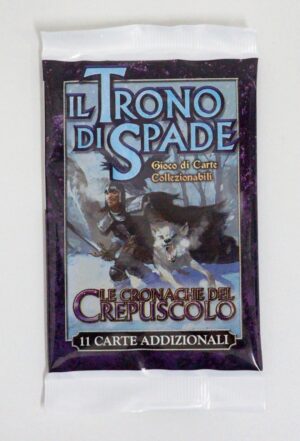 IL TRONO
DI SPADE
Gioco di Carte
Collezionabili
LE CRONACHE DEL
CREPUSCOLO
11 CARTE ADDIZIONALI